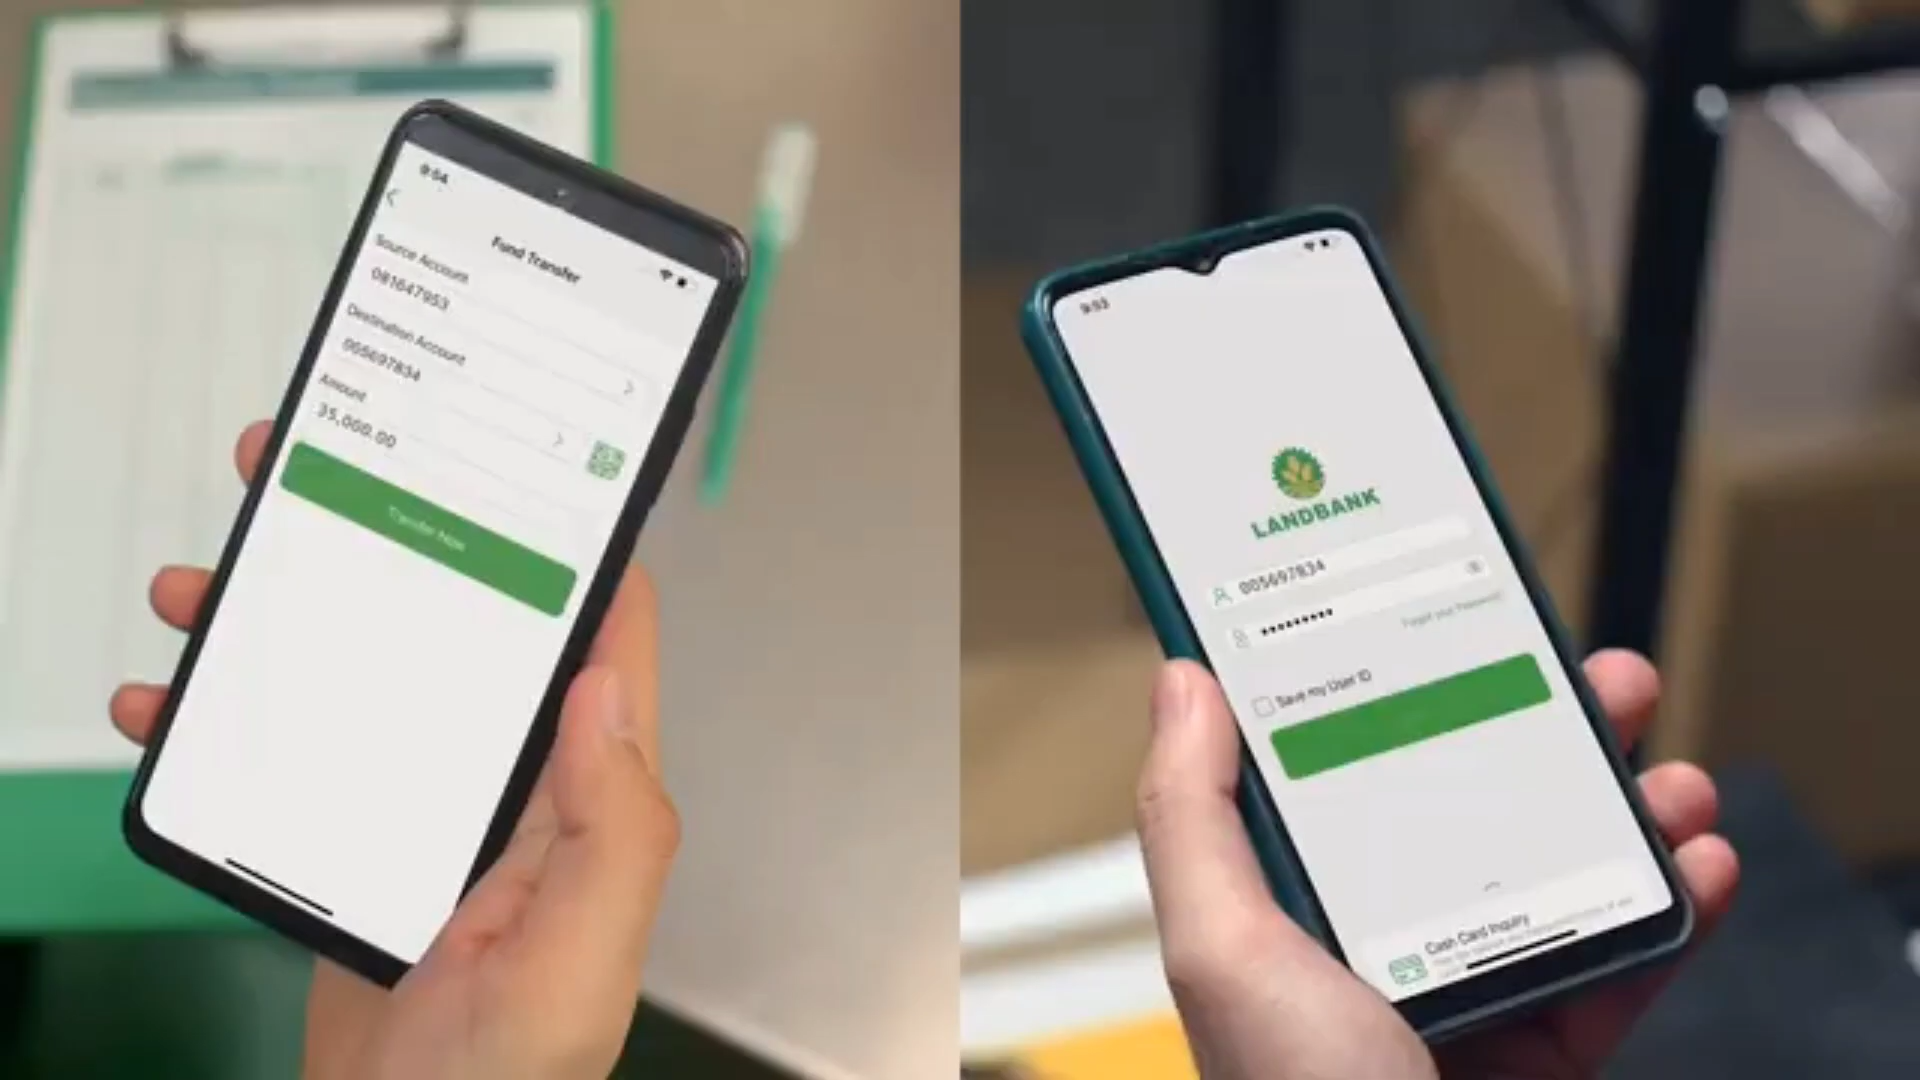 9:54
Fund Transfer
Source Account
081647953
Destination Account
005697834
Amount
35,000.00
Transfer Now
9:53
LANDBANK
005697834
•••••••••
Forgot your Password
Save my User ID
Cash Card Inquiry